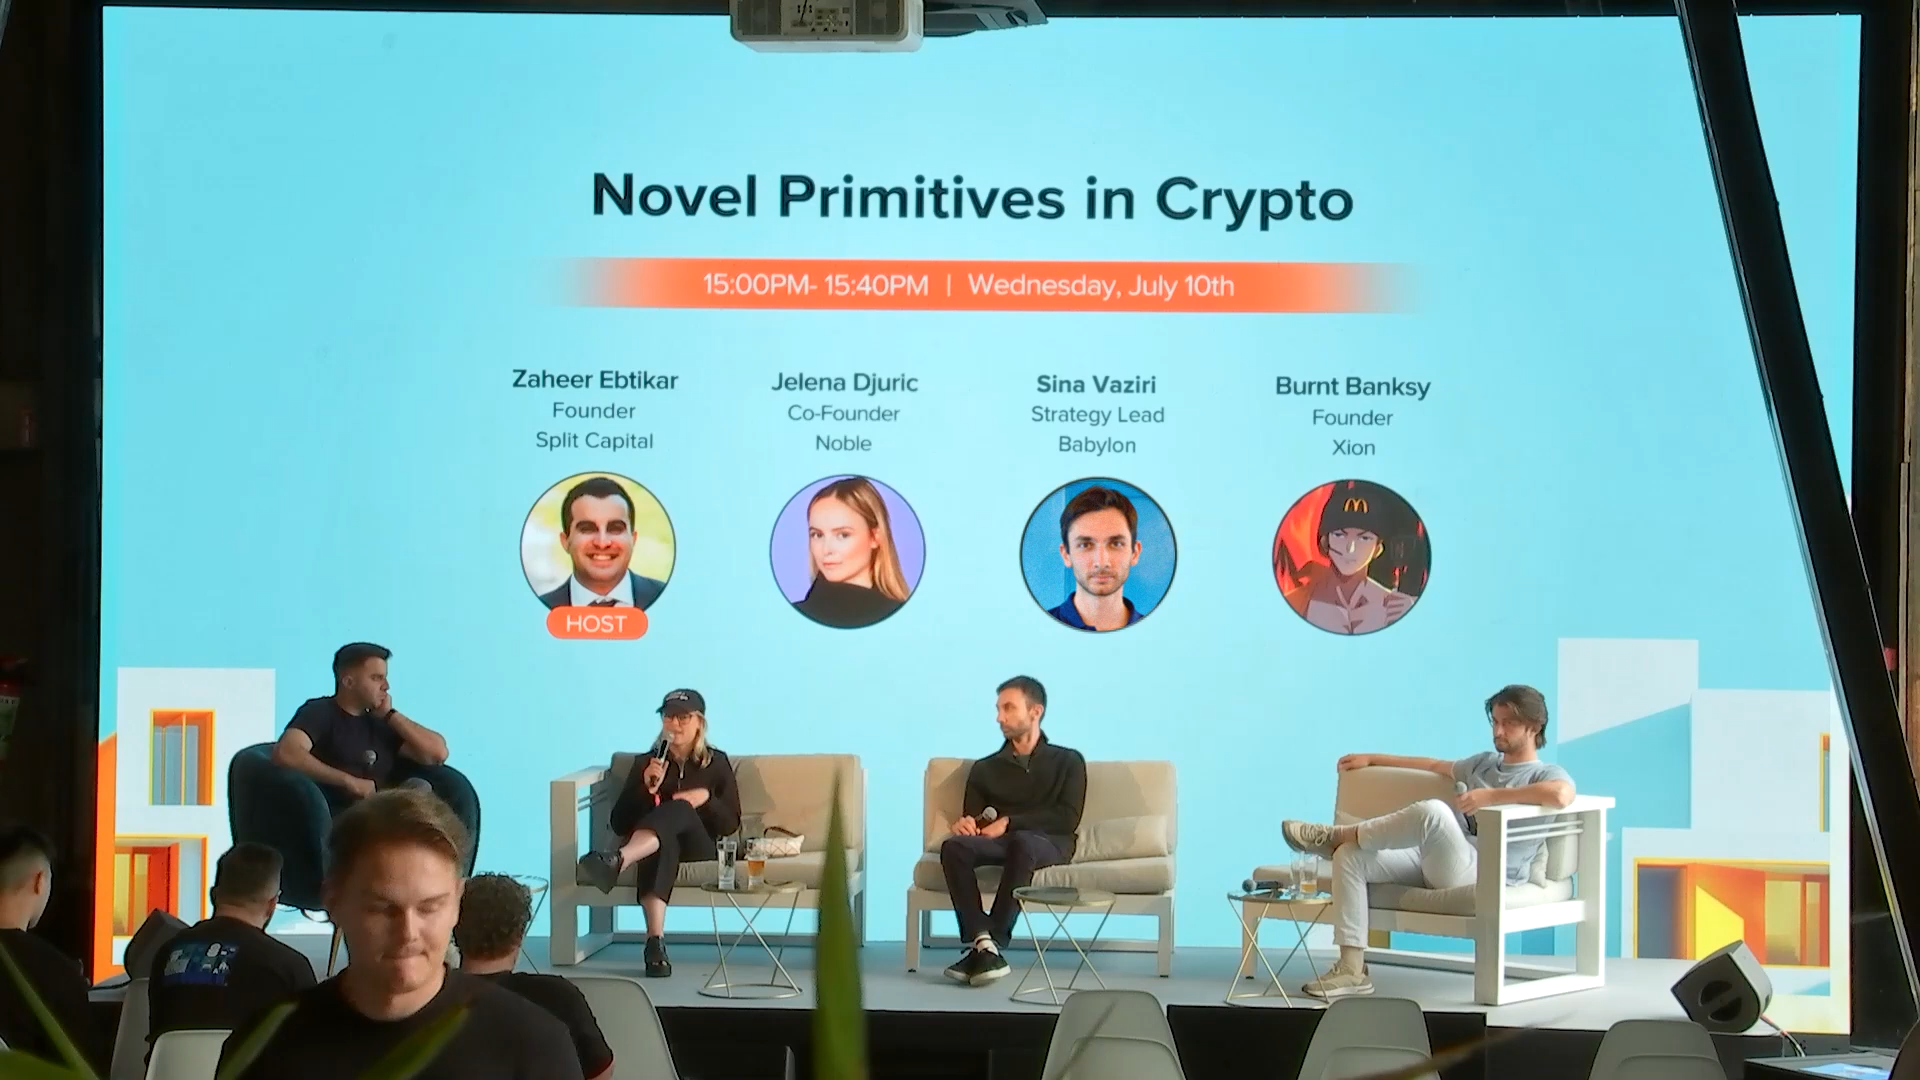 Novel Primitives in Crypto
15:00PM- 15:40PM | Wednesday, July 10th
Zaheer Ebtikar
Founder
Split Capital
HOST
Jelena Djuric
Co-Founder
Noble
Sina Vaziri
Strategy Lead
Babylon
Burnt Banksy
Founder
Xion